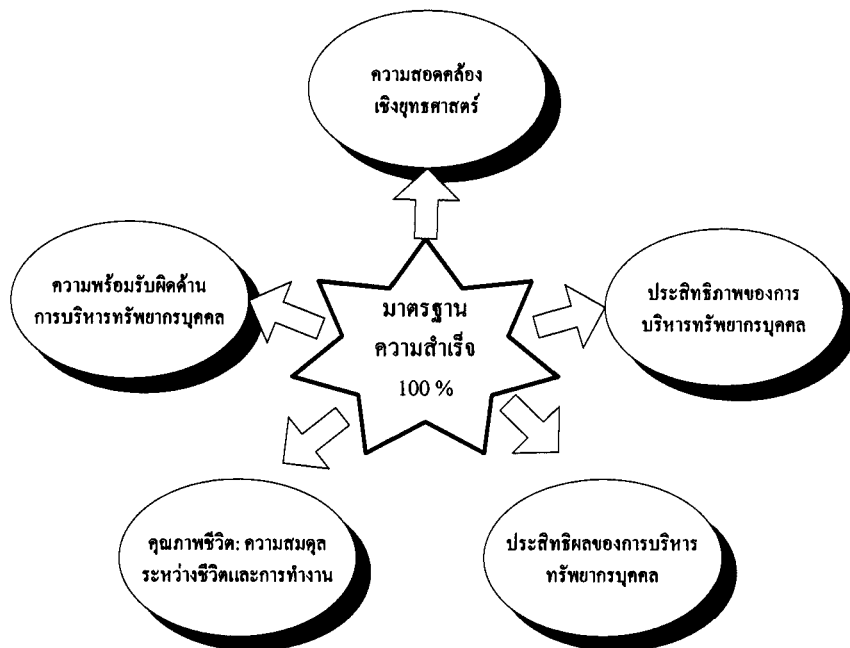 ความสอดคล้อง
เชิงยุทธศาสตร์
ความพร้อมรับผิดด้าน
การบริหารทรัพยากรบุคคล
มาตรฐาน
ความสำเร็จ
100 %
ประสิทธิภาพของการ
บริหารทรัพยากรบุคคล
คุณภาพชีวิต: ความสมดุล
ระหว่างชีวิตและการทำงาน
ประสิทธิผลของการบริหาร
ทรัพยากรบุคคล